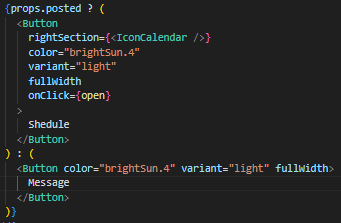 {props.posted ? (
<Button
rightSection={<IconCalendar />}
color="brightSun.4"
variant="light"
fullWidth
onClick={open}
>
Shedule
</Button>
) : (
<Button color="brightSun.4" variant="light" fullWidth>
Message
</Button>
)}